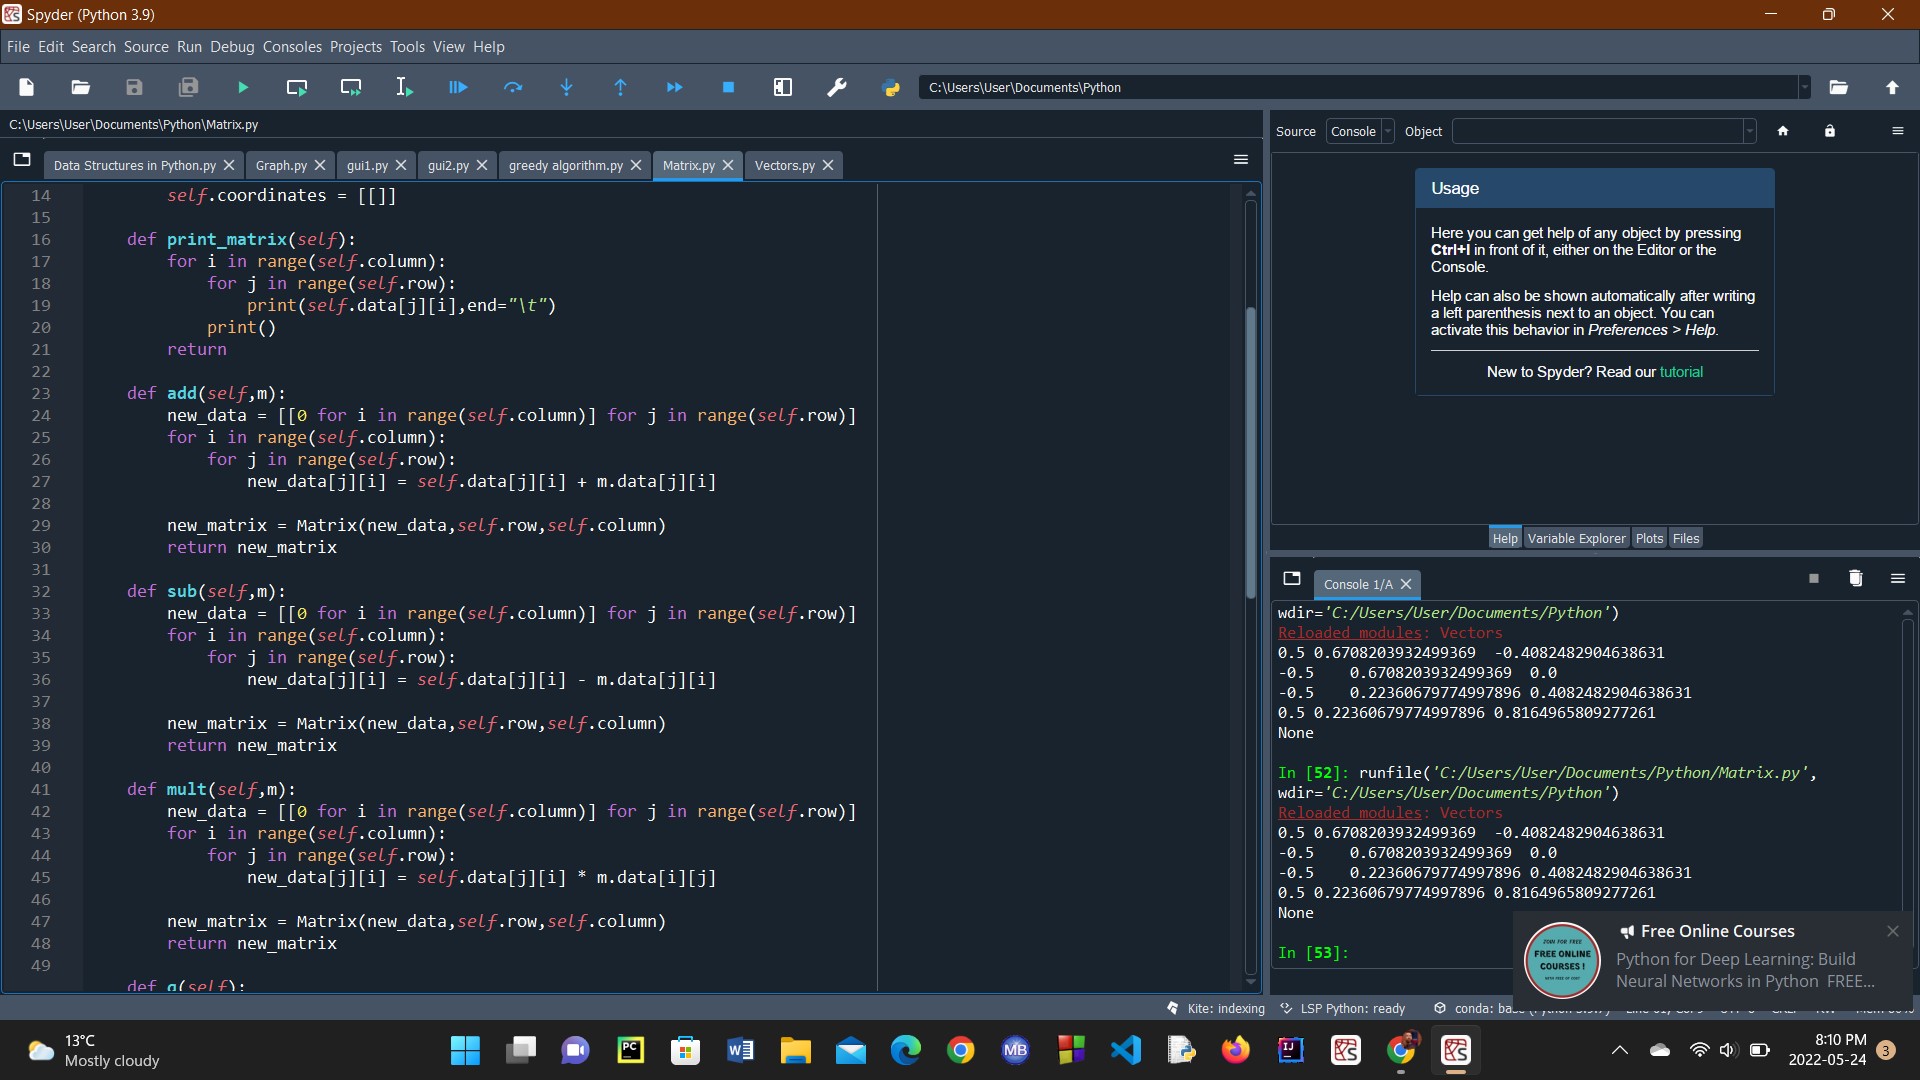 Spyder (Python 3.9)
File Edit Search Source Run Debug Consoles Projects Tools View Help
C:\Users\User\Documents\Python
C:\Users\User\Documents\Python\Matrix.py
Data Structures in Python.py Graph.py gui1.py gui2.py greedy algorithm.py Matrix.py Vectors.py
14 self.coordinates = [[]]
15
16 def print_matrix(self):
17 for i in range(self.column):
18 for j in range(self.row):
19 print(self.data[j][i],end="\t")
20 print()
21 return
22
23 def add(self,m):
24 new_data = [[0 for i in range(self.column)] for j in range(self.row)]
25 for i in range(self.column):
26 for j in range(self.row):
27 new_data[j][i] = self.data[j][i] + m.data[j][i]
28
29 new_matrix = Matrix(new_data,self.row,self.column)
30 return new_matrix
31
32 def sub(self,m):
33 new_data = [[0 for i in range(self.column)] for j in range(self.row)]
34 for i in range(self.column):
35 for j in range(self.row):
36 new_data[j][i] = self.data[j][i] - m.data[j][i]
37
38 new_matrix = Matrix(new_data,self.row,self.column)
39 return new_matrix
40
41 def mult(self,m):
42 new_data = [[0 for i in range(self.column)] for j in range(self.row)]
43 for i in range(self.column):
44 for j in range(self.row):
45 new_data[j][i] = self.data[j][i] * m.data[i][j]
46
47 new_matrix = Matrix(new_data,self.row,self.column)
48 return new_matrix
49
def q(self):
Source Console Object
Usage
Here you can get help of any object by pressing
Ctrl+I in front of it, either on the Editor or the
Console.
Help can also be shown automatically after writing
a left parenthesis next to an object. You can
activate this behavior in Preferences > Help.
New to Spyder? Read our tutorial
Help Variable Explorer Plots Files
Console 1/A
wdir='C:/Users/User/Documents/Python')
Reloaded modules: Vectors
0.5 0.6708203932499369 -0.4082482904638631
-0.5 0.6708203932499369 0.0
-0.5 0.22360679774997896 0.4082482904638631
0.5 0.22360679774997896 0.8164965809277261
None
In [52]: runfile('C:/Users/User/Documents/Python/Matrix.py',
wdir='C:/Users/User/Documents/Python')
Reloaded modules: Vectors
0.5 0.6708203932499369 -0.4082482904638631
-0.5 0.6708203932499369 0.0
-0.5 0.22360679774997896 0.4082482904638631
0.5 0.22360679774997896 0.8164965809277261
None
In [53]:
JOIN FOR FREE
FREE ONLINE
COURSES !
Free Online Courses
Python for Deep Learning: Build
Neural Networks in Python FREE...
Kite: indexing LSP Python: ready conda:
13°C
Mostly cloudy
PC
MB
IJ
8:10 PM
2022-05-24
3